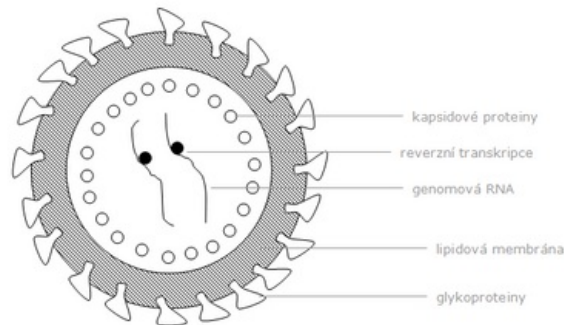 kapsidové proteiny
reverzní transkripce
genomová RNA
lipidová membrána
glykoproteiny